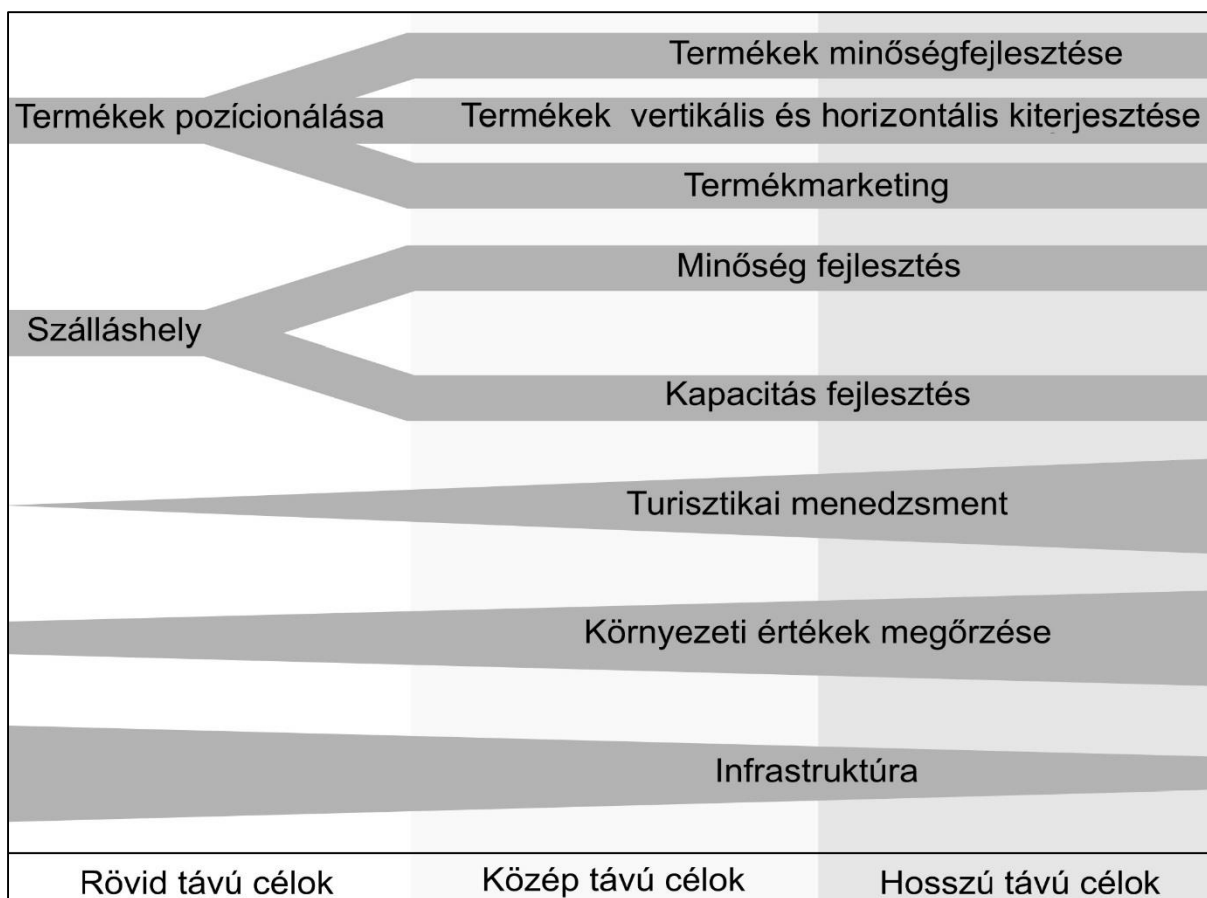 Termékek minőségfejlesztése
Termékek pozícionálása
Termékek vertikális és horizontális kiterjesztése
Termékmarketing
Minőség fejlesztés
Szálláshely
Kapacitás fejlesztés
Turisztikai menedzsment
Környezeti értékek megőrzése
Infrastruktúra
Rövid távú célok
Közép távú célok
Hosszú távú célok